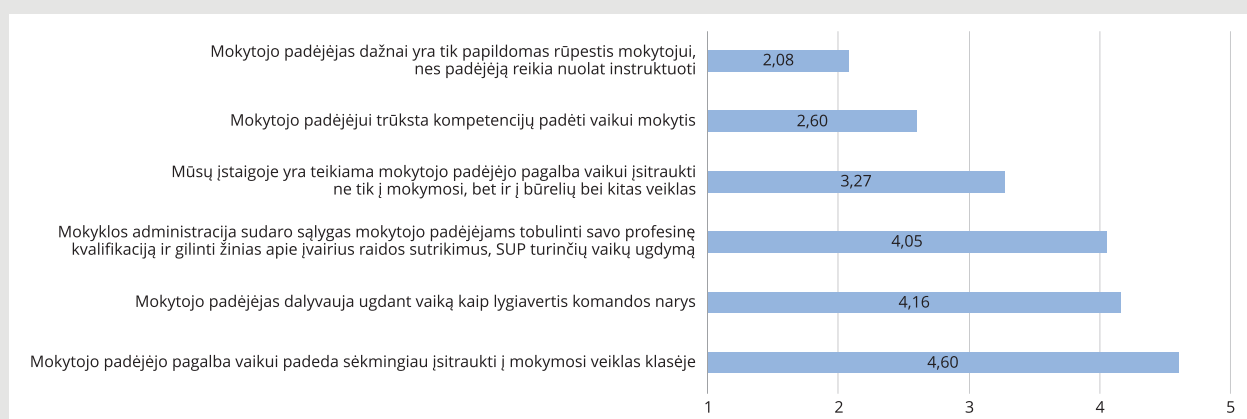 Mokytojo padėjėjas dažnai yra tik papildomas rūpestis mokytojui,
nes padėjėją reikia nuolat instruktuoti
2,08
Mokytojo padėjėjui trūksta kompetencijų padėti vaikui mokytis
2,60
Mūsų įstaigoje yra teikiama mokytojo padėjėjo pagalba vaikui įsitraukti
ne tik į mokymosi, bet ir į būrelių bei kitas veiklas
3,27
Mokyklos administracija sudaro sąlygas mokytojo padėjėjams tobulinti savo profesinę
kvalifikaciją ir gilinti žinias apie įvairius raidos sutrikimus, SUP turinčių vaikų ugdymą
4,05
Mokytojo padėjėjas dalyvauja ugdant vaiką kaip lygiavertis komandos narys
4,16
Mokytojo padėjėjo pagalba vaikui padeda sėkmingiau įsitraukti į mokymosi veiklas klasėje
4,60
1 2 3 4 5